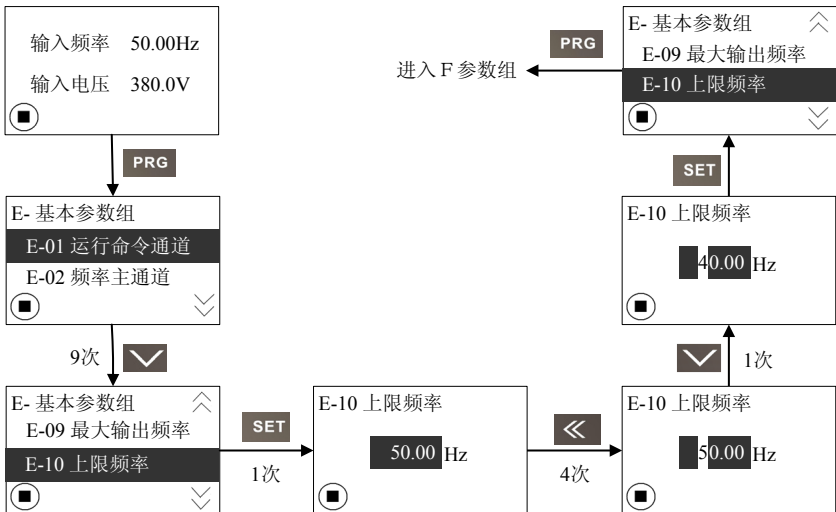 输入频率 50.00Hz
输入电压 380.0V
PRG
E- 基本参数组
E-01 运行命令通道
E-02 频率主通道
9次
E- 基本参数组
E-09 最大输出频率
E-10 上限频率
SET
1次
E-10 上限频率
50.00 Hz
4次
E-10 上限频率
50.00 Hz
1次
E-10 上限频率
40.00 Hz
SET
E- 基本参数组
E-09 最大输出频率
E-10 上限频率
PRG
进入 F 参数组